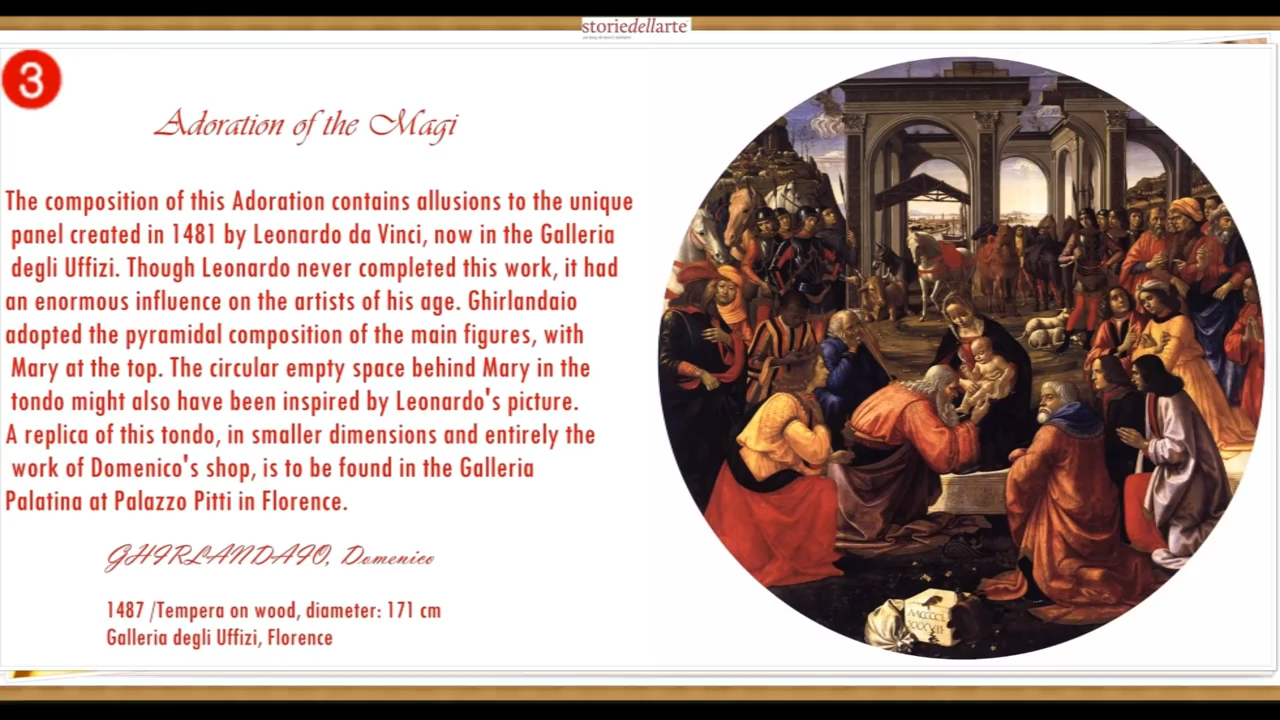 storiedellarte
3
Adoration of the Magi
The composition of this Adoration contains allusions to the unique
panel created in 1481 by Leonardo da Vinci, now in the Galleria
degli Uffizi. Though Leonardo never completed this work, it had
an enormous influence on the artists of his age. Ghirlandaio
adopted the pyramidal composition of the main figures, with
Mary at the top. The circular empty space behind Mary in the
tondo might also have been inspired by Leonardo's picture.
A replica of this tondo, in smaller dimensions and entirely the
work of Domenico's shop, is to be found in the Galleria
Palatina at Palazzo Pitti in Florence.
GHIRLANDAIO, Domenico
1487 /Tempera on wood, diameter: 171 cm
Galleria degli Uffizi, Florence